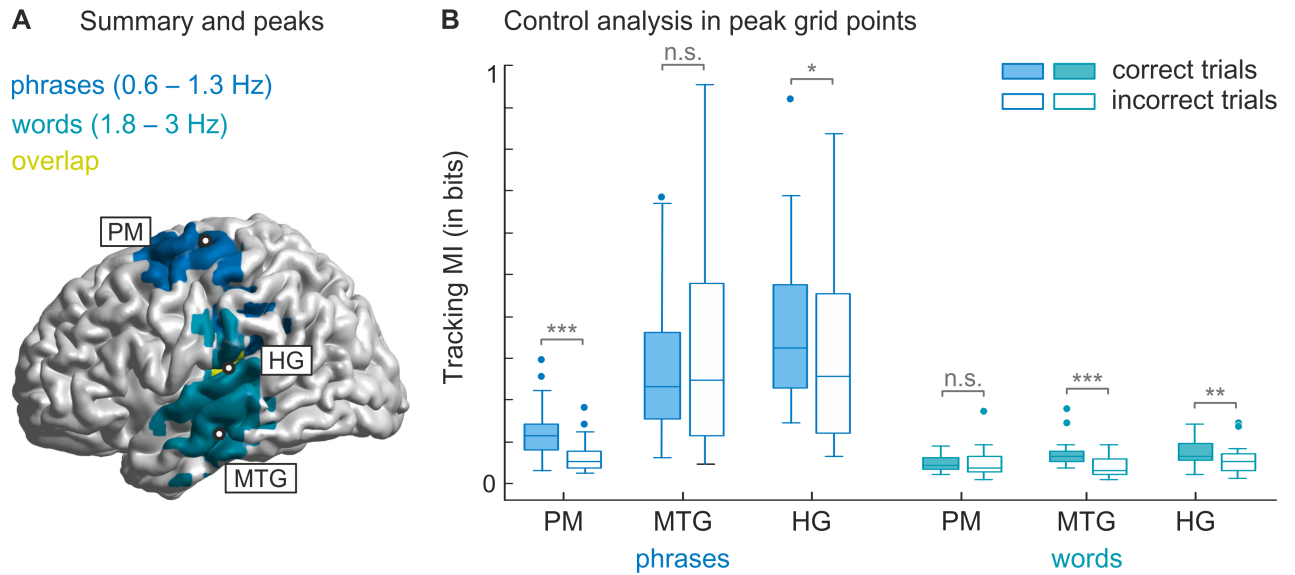 A Summary and peaks
phrases (0.6 – 1.3 Hz)
words (1.8 – 3 Hz)
overlap
PM
HG
MTG
B Control analysis in peak grid points
correct trials
incorrect trials
Tracking MI (in bits)
1
0
***
n.s.
*
n.s.
***
**
PM MTG HG PM MTG HG
phrases words